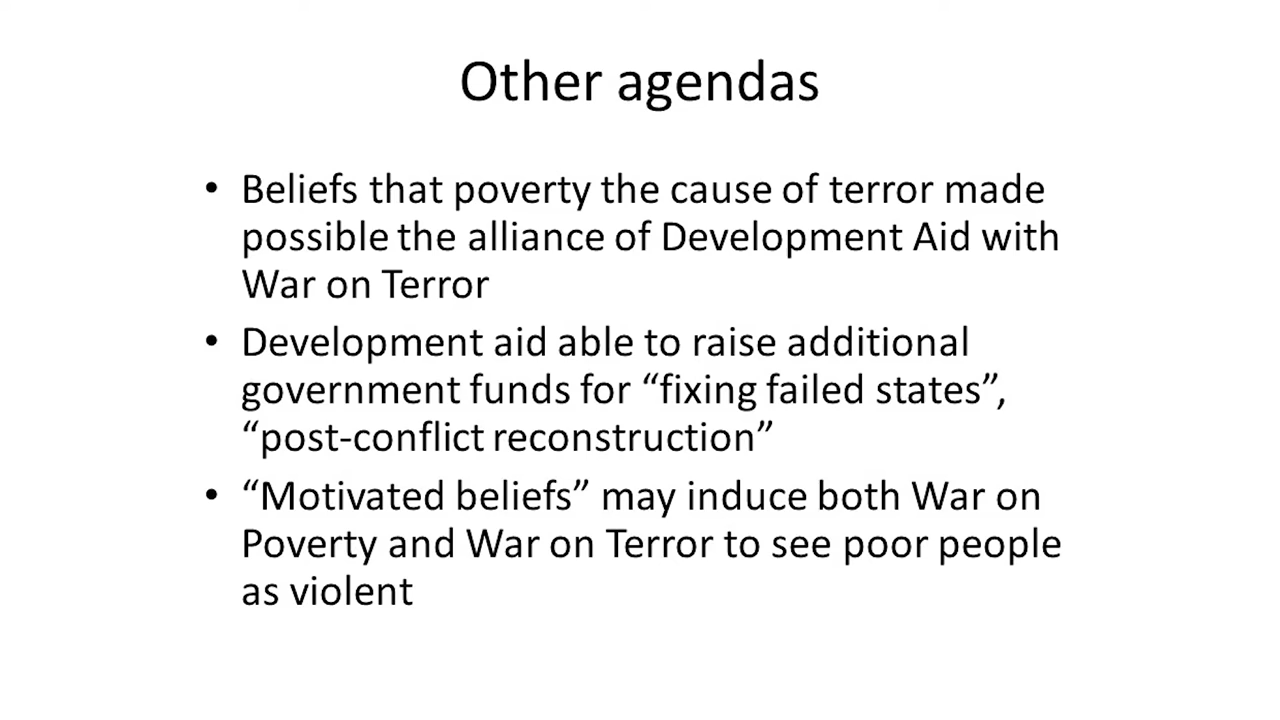 Other agendas
• Beliefs that poverty the cause of terror made
possible the alliance of Development Aid with
War on Terror
• Development aid able to raise additional
government funds for “fixing failed states”,
“post-conflict reconstruction”
• “Motivated beliefs” may induce both War on
Poverty and War on Terror to see poor people
as violent